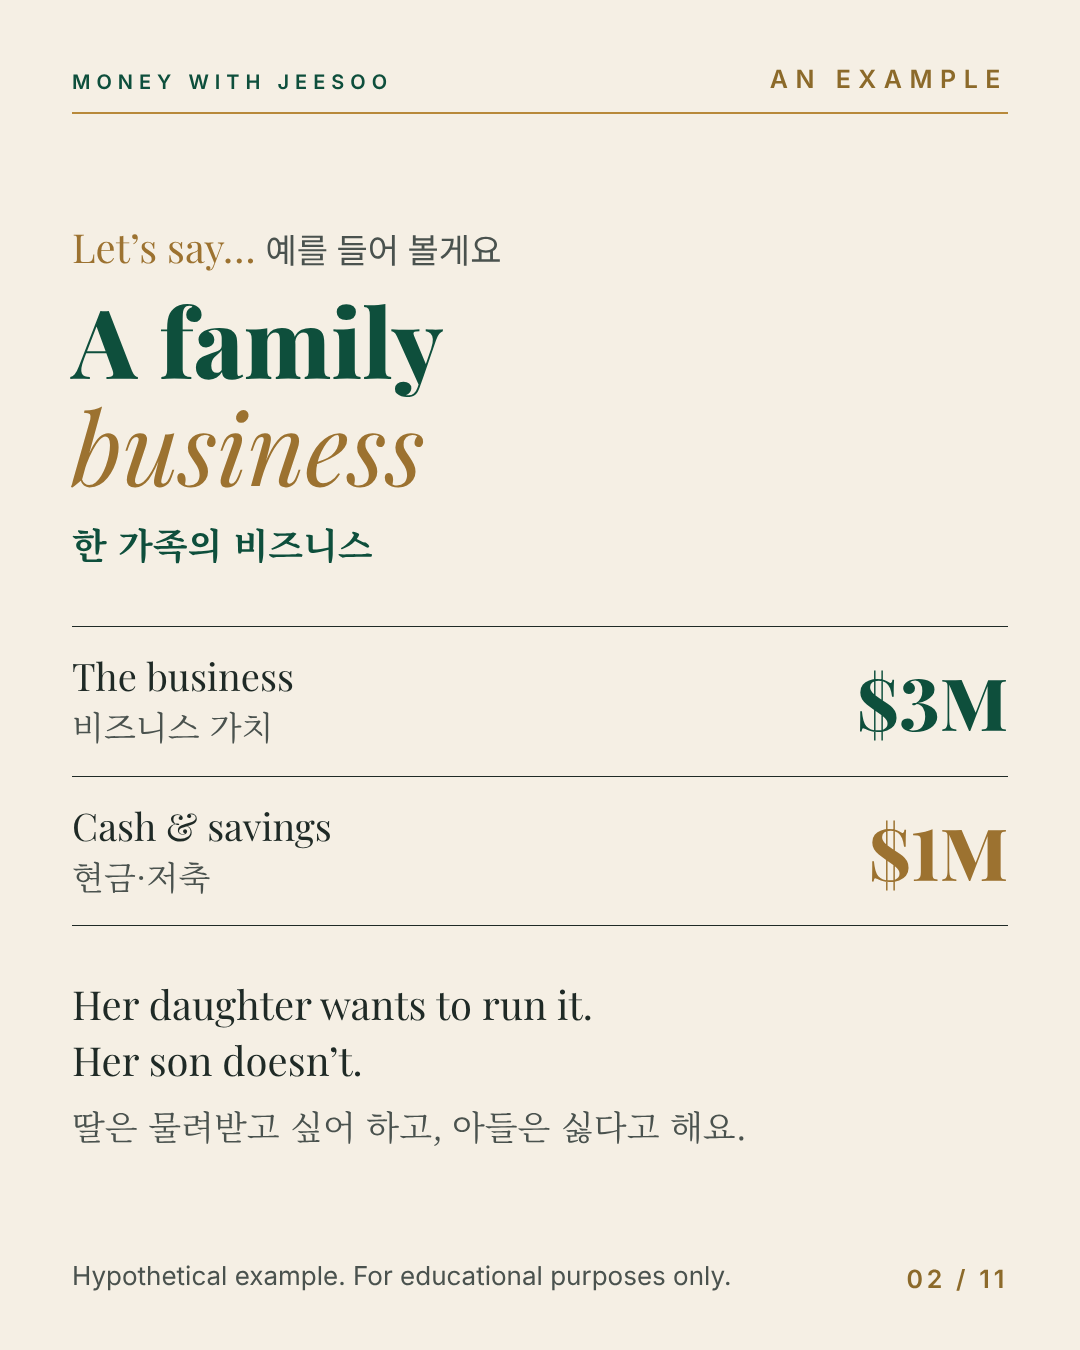 MONEY WITH JEESOO
AN EXAMPLE
Let’s say... 예를 들어 볼게요
A family
business
한 가족의 비즈니스
The business
비즈니스 가치
$3M
Cash & savings
현금·저축
$1M
Her daughter wants to run it.
Her son doesn’t.
딸은 물려받고 싶어 하고, 아들은 싫다고 해요.
Hypothetical example. For educational purposes only.
02 / 11